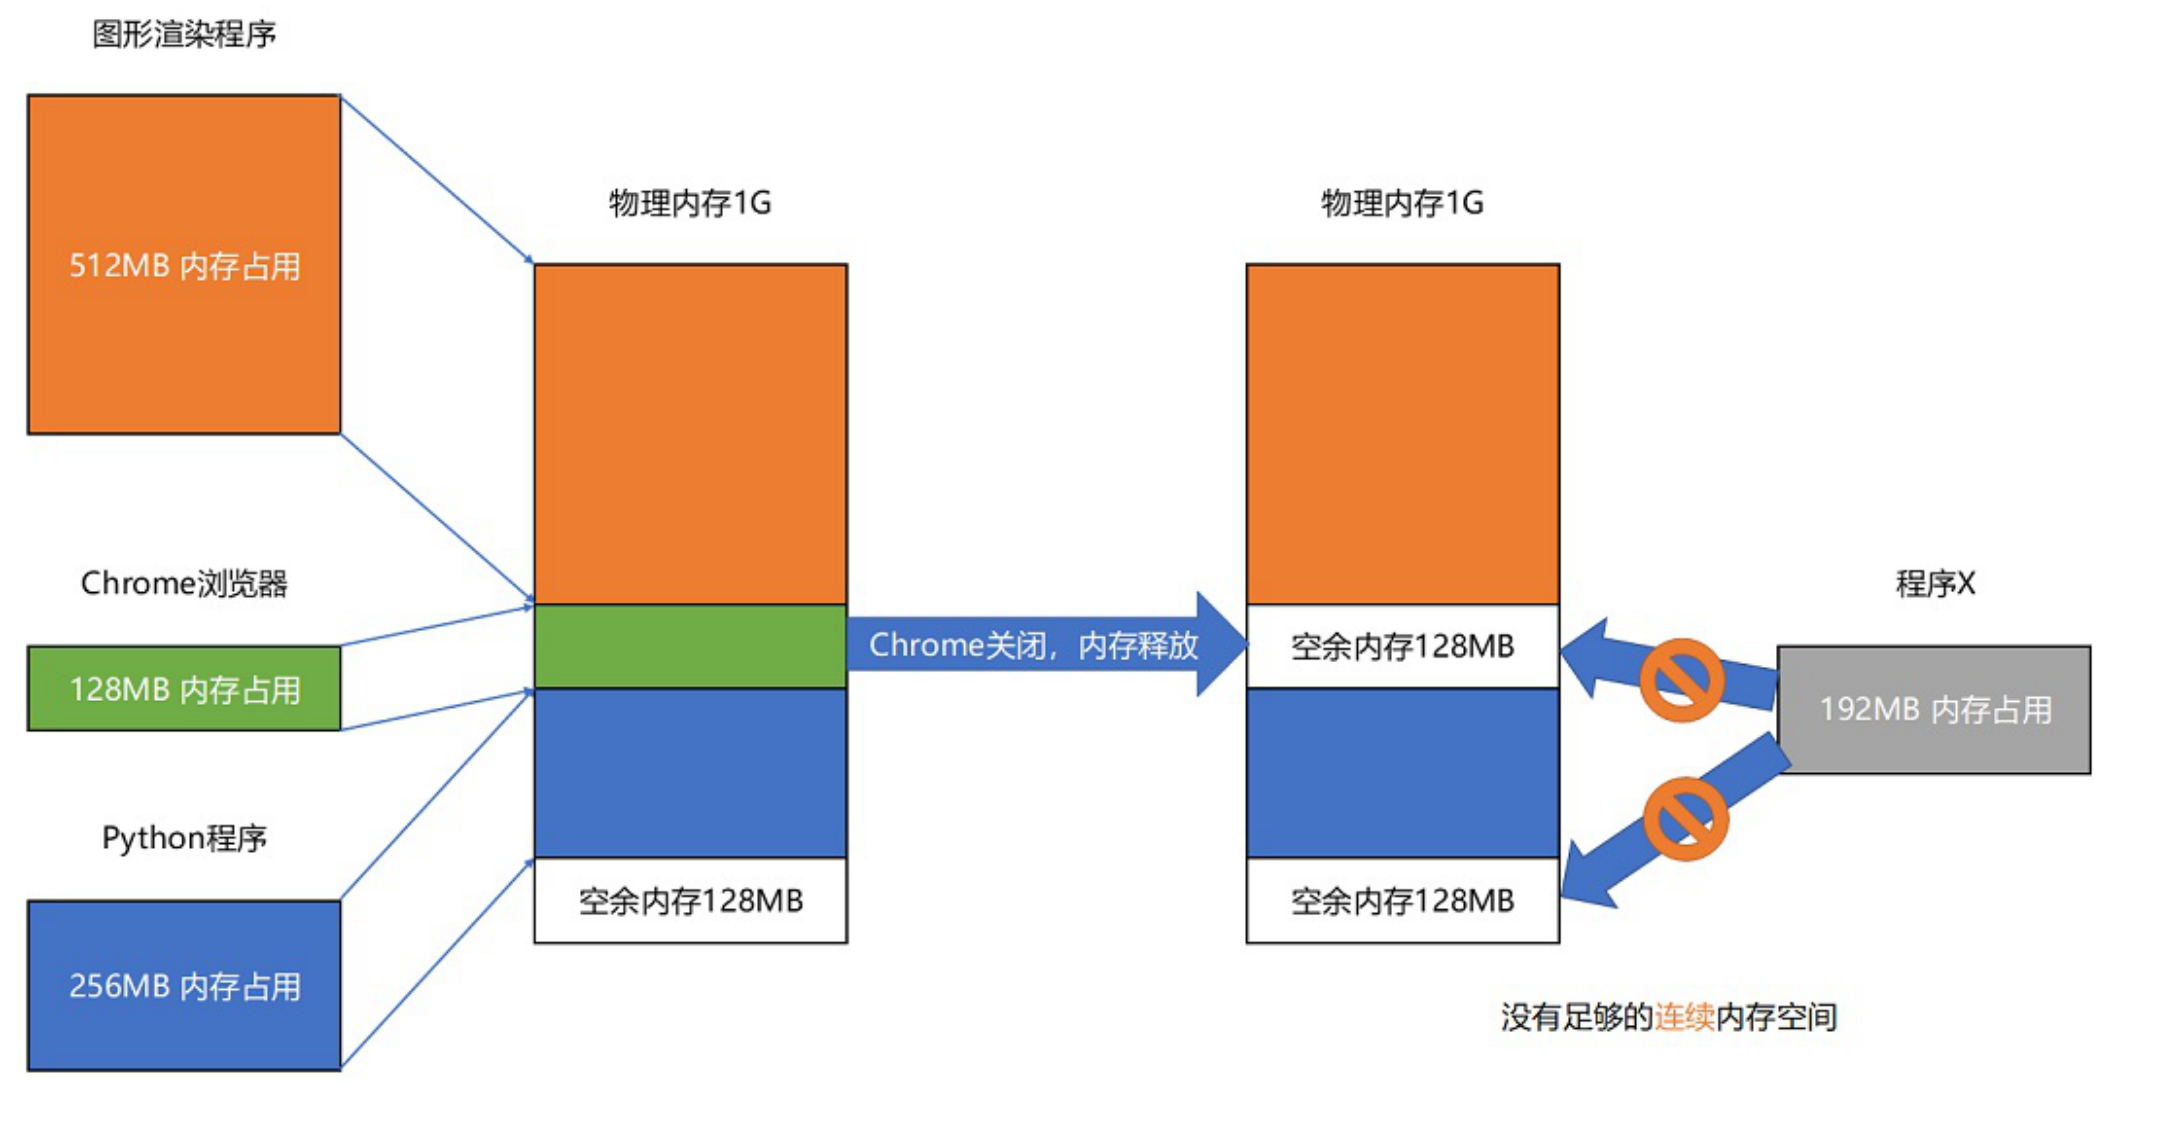 图形渲染程序
512MB 内存占用
Chrome浏览器
128MB 内存占用
Python程序
256MB 内存占用
物理内存1G
空余内存128MB
Chrome关闭，内存释放
物理内存1G
空余内存128MB
空余内存128MB
程序X
192MB 内存占用
没有足够的连续内存空间